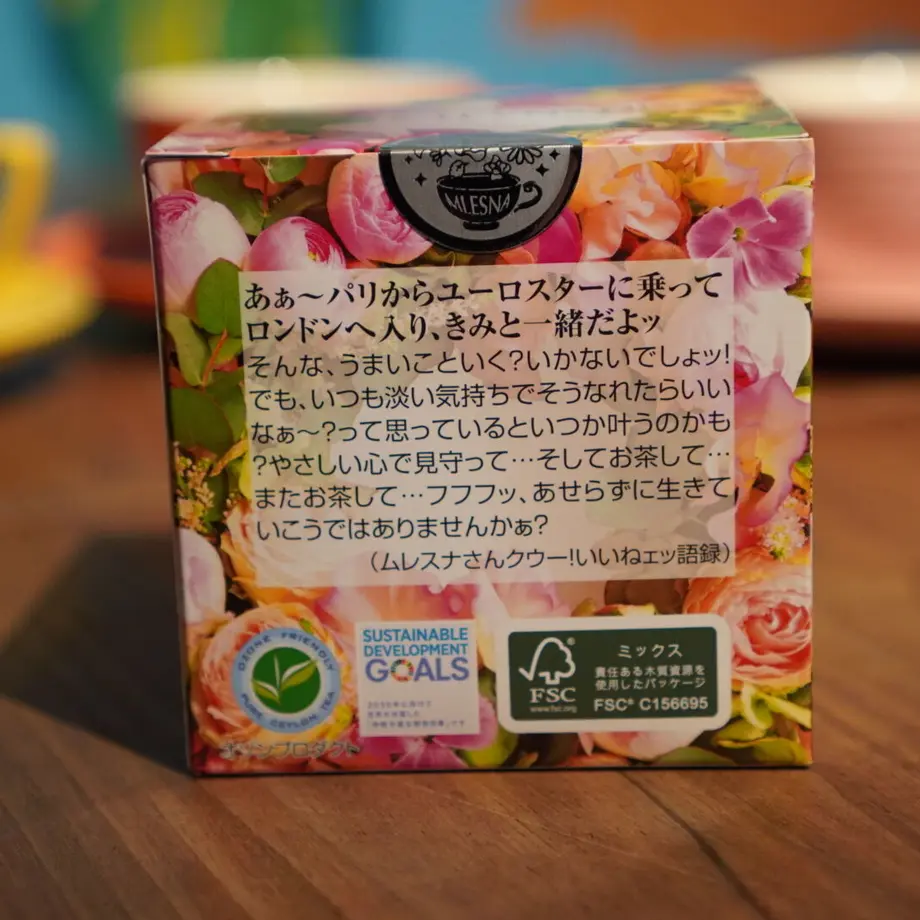 MLESNA
あぁ〜パリからユーロスターに乗って
ロンドンへ入り、きみと一緒だよッ
そんな、うまいこといく?いかないでしょッ!
でも、いつも淡い気持ちでそうなれたらいい
なぁ〜?って思っているといつか叶うのかも
?やさしい心で見守って…そしてお茶して…
またお茶して…フフフッ、あせらずに生きて
いこうではありませんかぁ?
（ムレスナさんクウー!いいねェッ語録）
OZONE FRIENDLY
PURE CEYLON TEA
SUSTAINABLE
DEVELOPMENT
GOALS
FSC
www.fsc.org
ミックス
責任ある木質資源を
使用したパッケージ
FSC® C156695